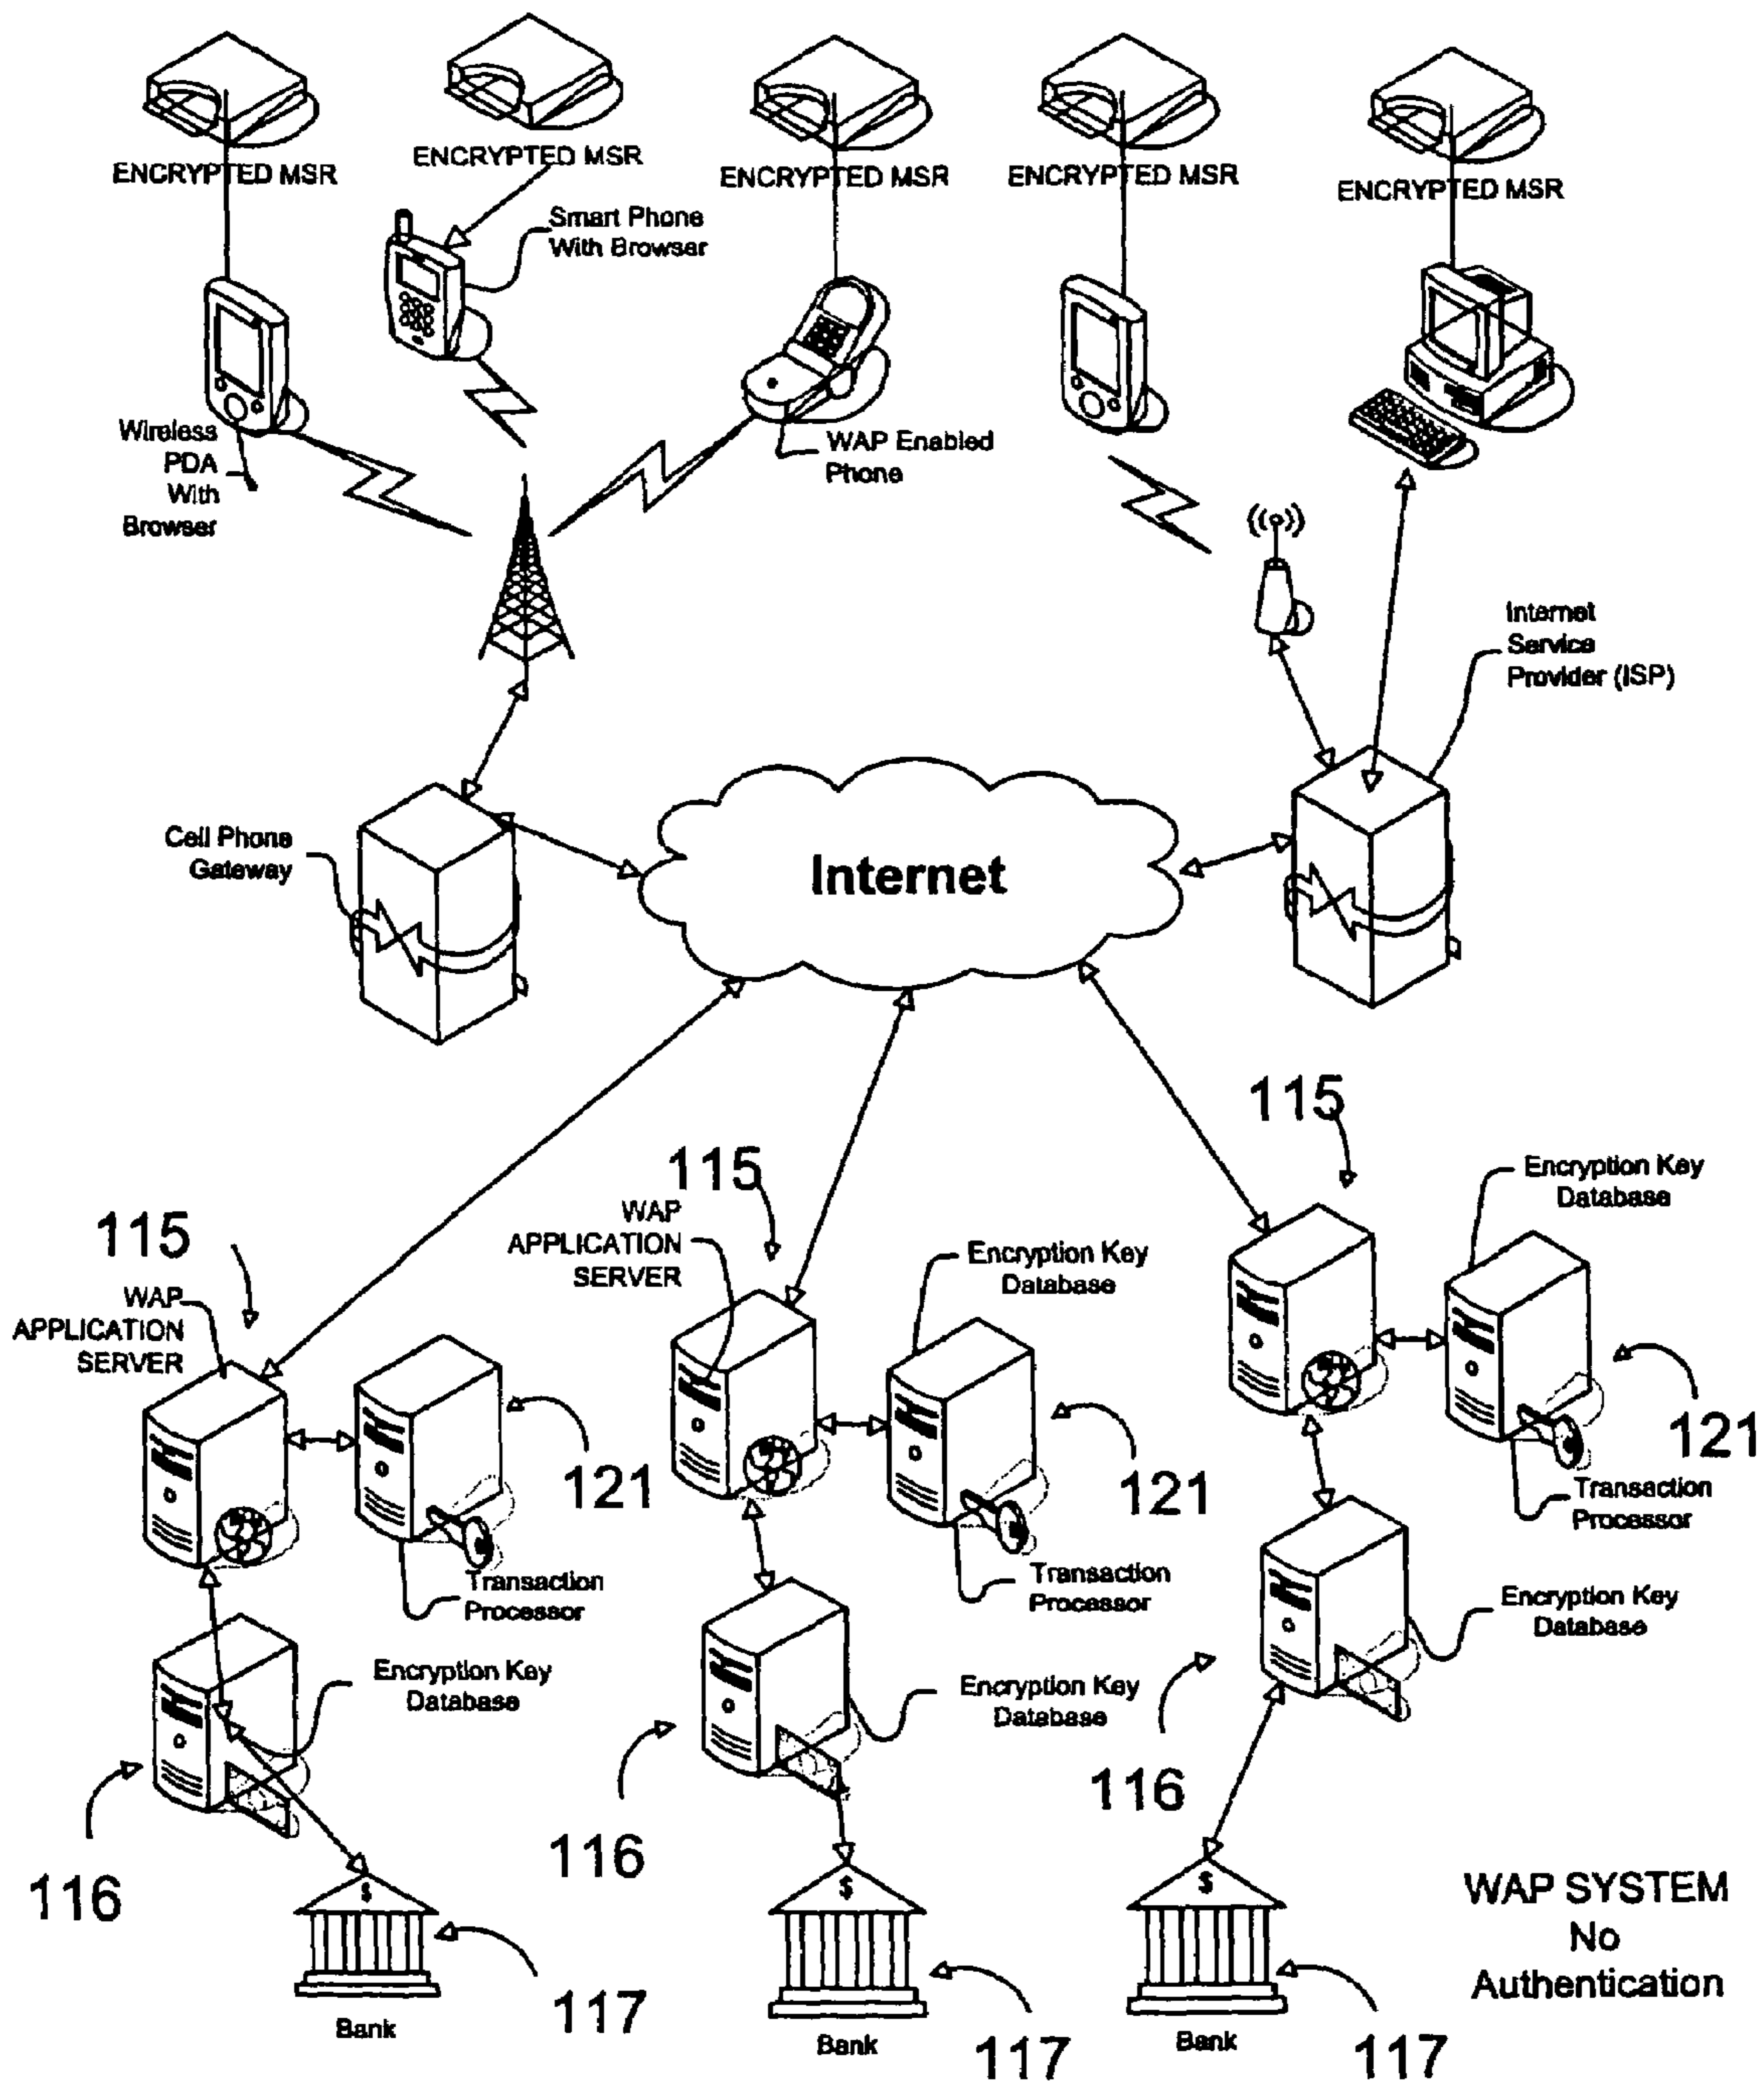 ENCRYPTED MSR
ENCRYPTED MSR
ENCRYPTED MSR
ENCRYPTED MSR
ENCRYPTED MSR
Smart Phone
With Browser
Wireless
PDA
With
Browser
WAP Enabled
Phone
((o))
Internet
Service
Provider (ISP)
Cell Phone
Gateway
Internet
115
WAP
APPLICATION
SERVER
121
Transaction
Processor
Encryption Key
Database
116
$
Bank
117
115
WAP
APPLICATION
SERVER
Encryption Key
Database
121
Transaction
Processor
Encryption Key
Database
116
$
Bank
117
115
Encryption Key
Database
121
Transaction
Processor
Encryption Key
Database
116
$
Bank
117
WAP SYSTEM
No
Authentication